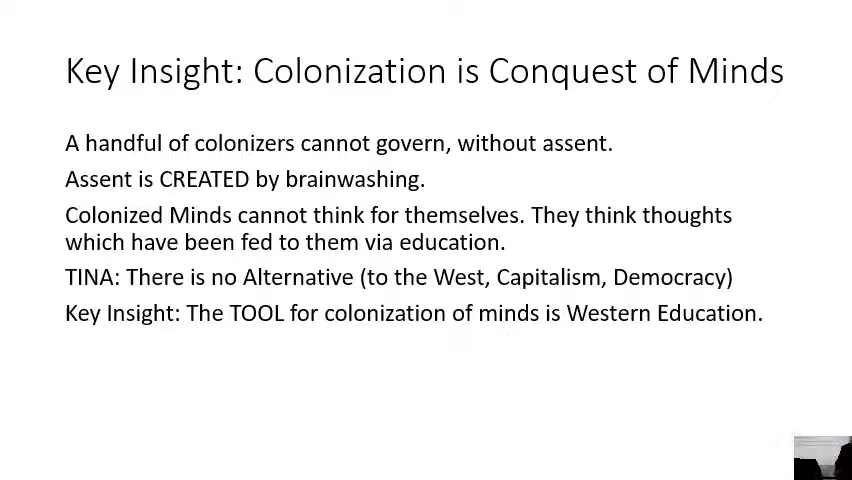 Key Insight: Colonization is Conquest of Minds
A handful of colonizers cannot govern, without assent.
Assent is CREATED by brainwashing.
Colonized Minds cannot think for themselves. They think thoughts
which have been fed to them via education.
TINA: There is no Alternative (to the West, Capitalism, Democracy)
Key Insight: The TOOL for colonization of minds is Western Education.